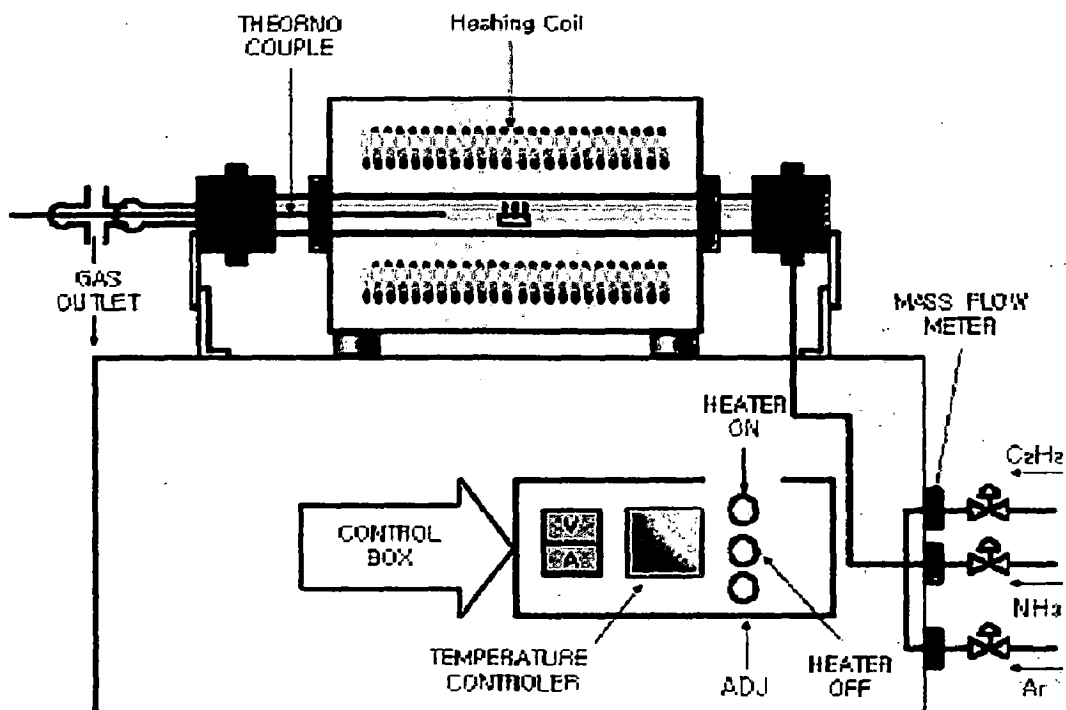 THEORNO
COUPLE
Heahing Coil
GAS
OUTLET
MASS FLOW
METER
HEATER
ON
C2H2
CONTROL
BOX
V
A
NH3
TEMPERATURE
CONTROLER
ADJ
HEATER
OFF
Ar